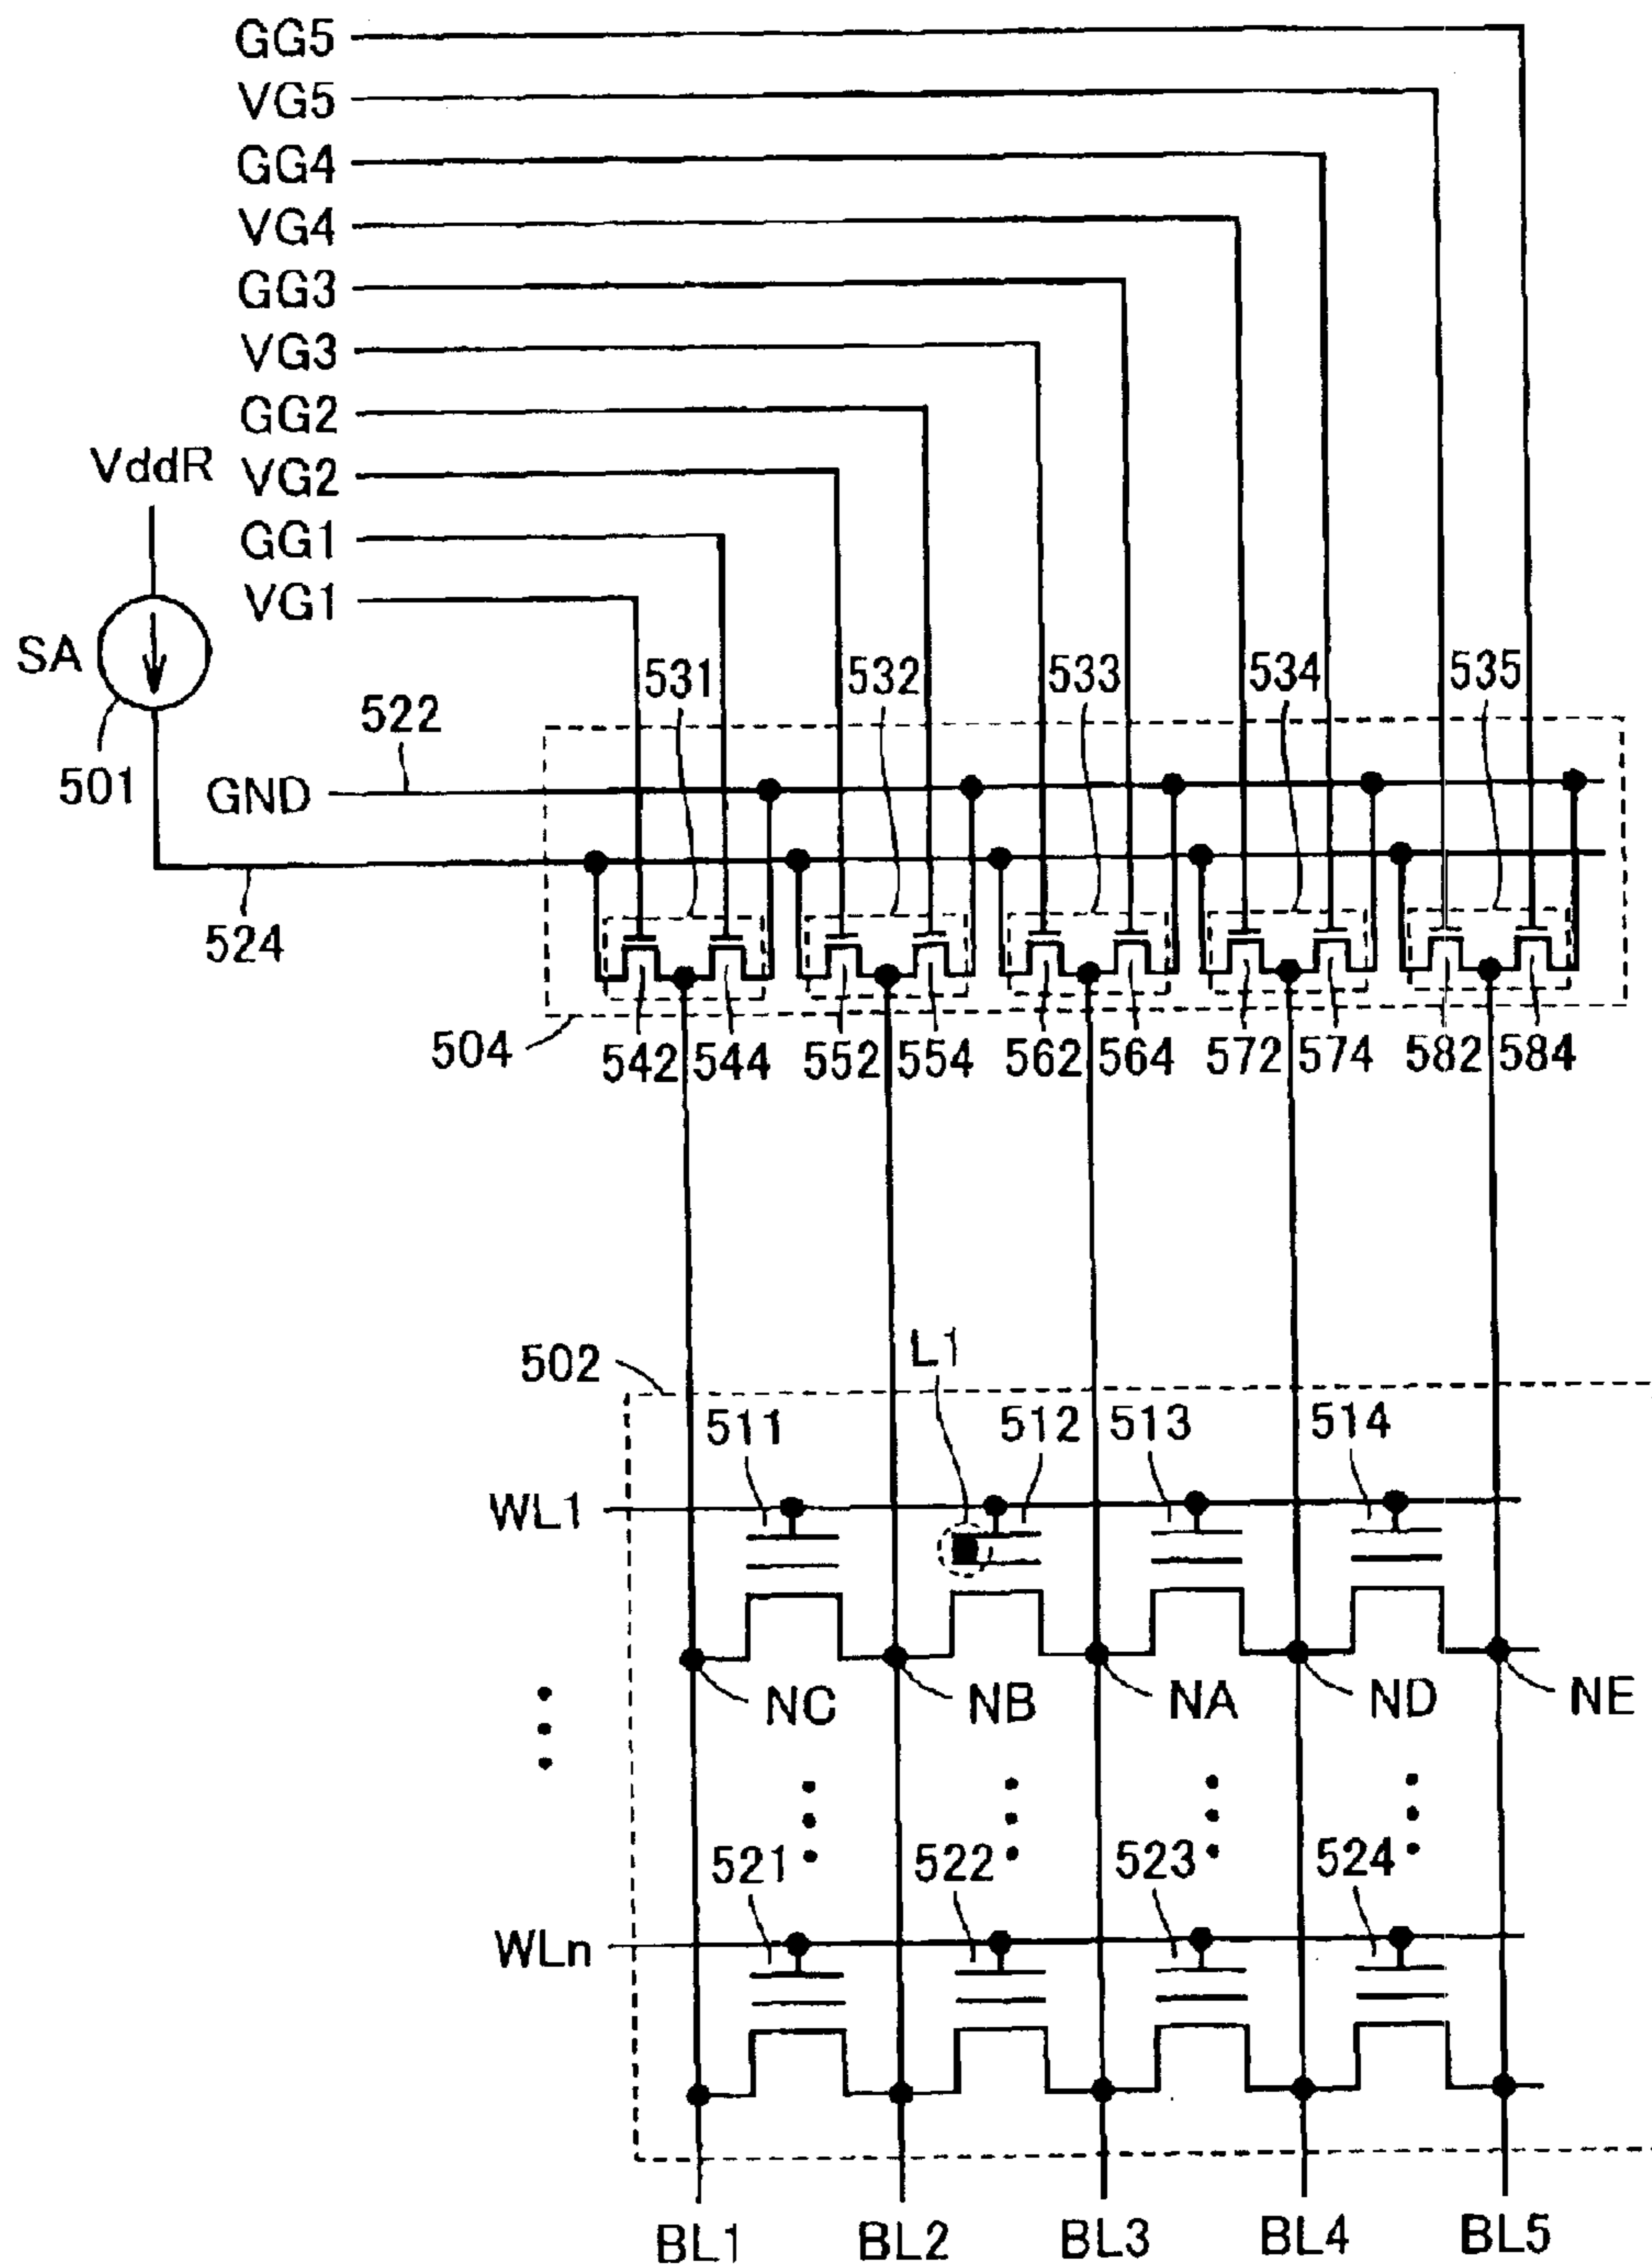 GG5
VG5
GG4
VG4
GG3
VG3
GG2
VddR VG2
GG1
VG1
SA
531 532 533 534 535
522
501
GND
524
504
542 544 552 554 562 564 572 574 582 584
L1
502
511 512 513 514
WL1
NC NB NA ND NE
521 522 523 524
WLn
BL1 BL2 BL3 BL4 BL5